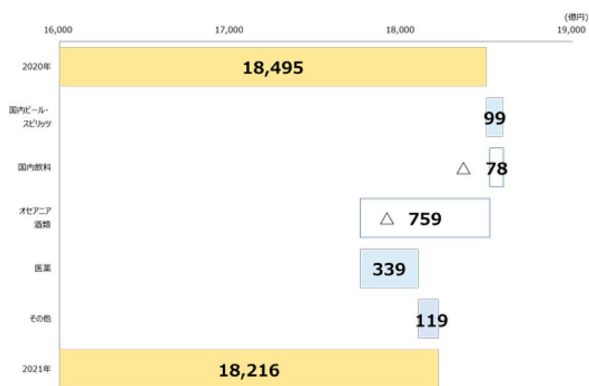 (億円)
16,000 17,000 18,000 19,000
2020年 18,495
国内ビール・
スピリッツ
99
国内飲料 △ 78
オセアニア
酒類
△ 759
医薬 339
その他 119
2021年 18,216